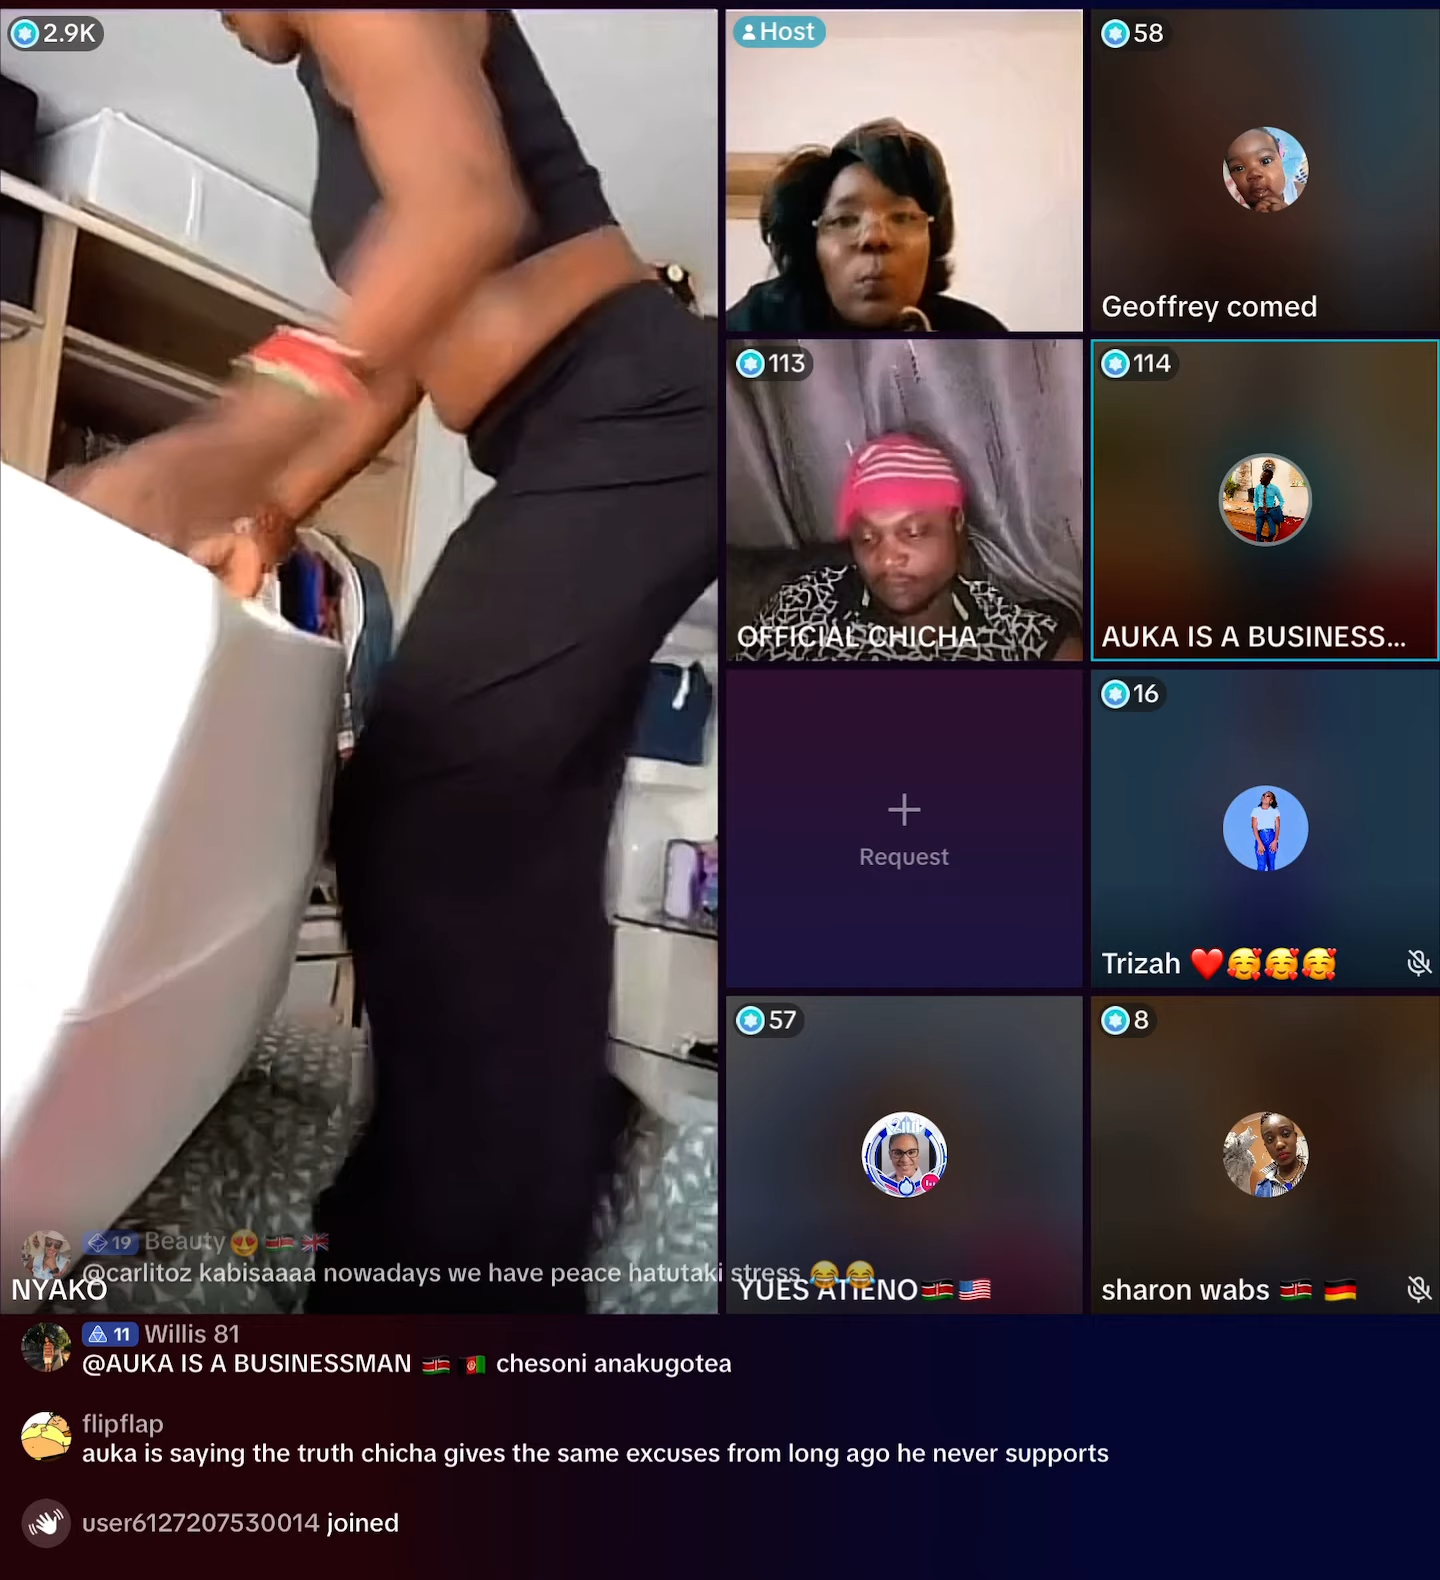 2.9K
Host
58
Geoffrey comed
113
OFFICIAL CHICHA
114
AUKA IS A BUSINESS...
Request
16
Trizah ❤️🥰🥰🥰
57
YUES ATIENO🇰🇪🇺🇸
8
sharon wabs 🇰🇪 🇩🇪
NYAKO
19 Beauty😍🇰🇪 🇬🇧
@carlitoz kabisaaaa nowadays we have peace hatutaki stress 😂😂
11 Willis 81
@AUKA IS A BUSINESSMAN 🇰🇪 🇦🇫 chesoni anakugotea
flipflap
auka is saying the truth chicha gives the same excuses from long ago he never supports
user6127207530014 joined